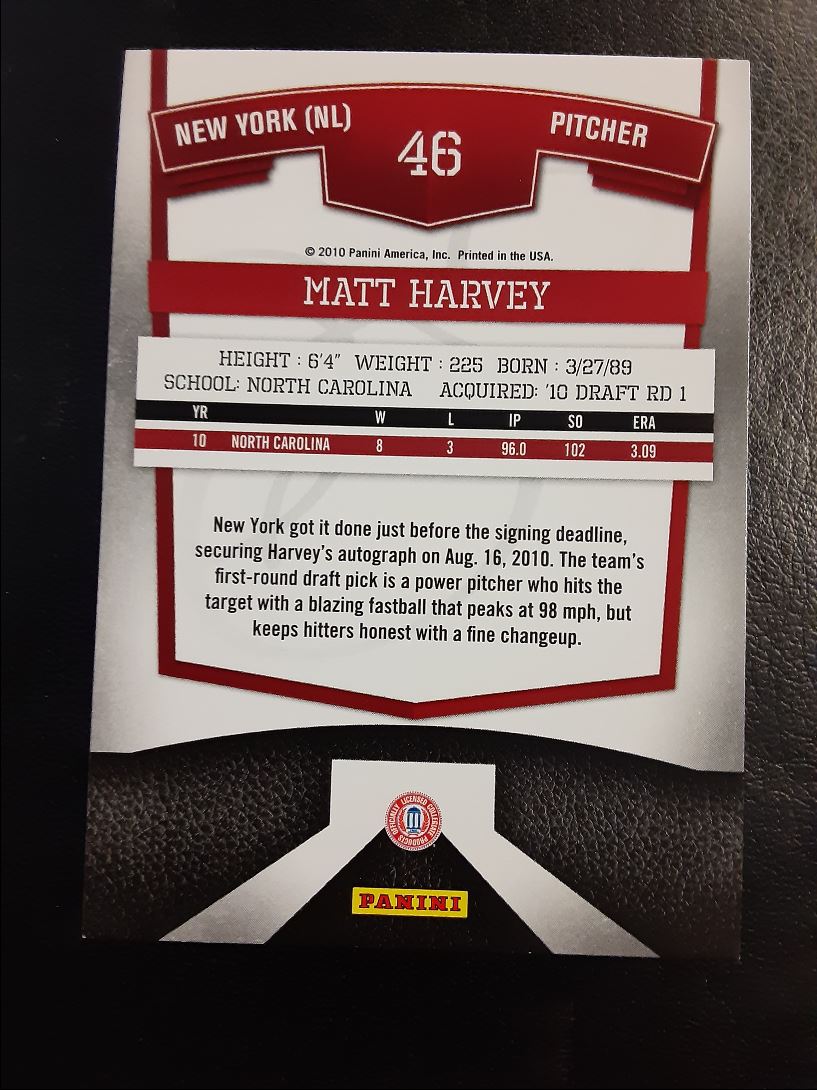 NEW YORK (NL) 46 PITCHER
© 2010 Panini America, Inc. Printed in the USA.
MATT HARVEY
HEIGHT : 6'4" WEIGHT : 225 BORN : 3/27/89
SCHOOL: NORTH CAROLINA ACQUIRED: '10 DRAFT RD 1
YR W L IP SO ERA
10 NORTH CAROLINA 8 3 96.0 102 3.09
New York got it done just before the signing deadline,
securing Harvey's autograph on Aug. 16, 2010. The team's
first-round draft pick is a power pitcher who hits the
target with a blazing fastball that peaks at 98 mph, but
keeps hitters honest with a fine changeup.
OFFICIALLY LICENSED COLLEGIATE PRODUCTS
PANINI